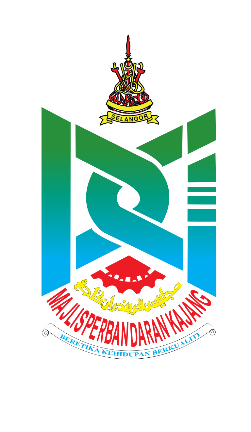 SELANGOR
MAJLIS PERBANDARAN KAJANG
BERETIKA KEHIDUPAN BERKUALITI